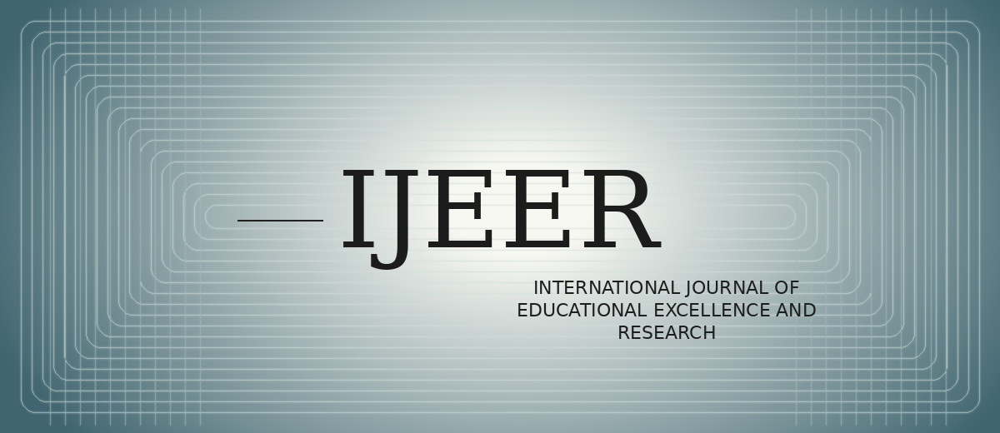 IJEER
INTERNATIONAL JOURNAL OF
EDUCATIONAL EXCELLENCE AND
RESEARCH